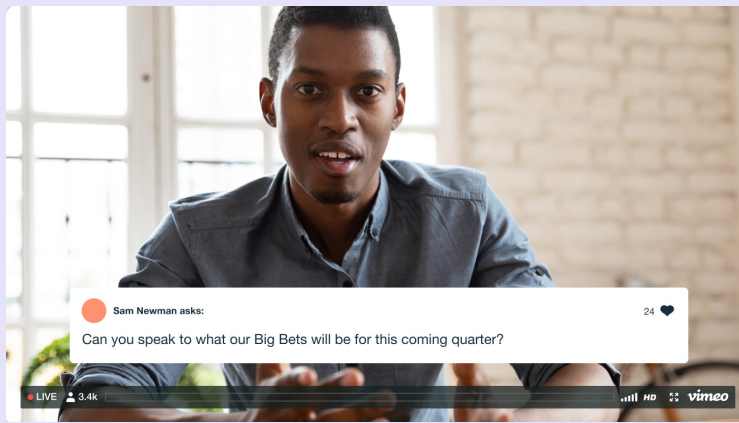 Sam Newman asks:
24
Can you speak to what our Big Bets will be for this coming quarter?
LIVE 3.4k HD vimeo